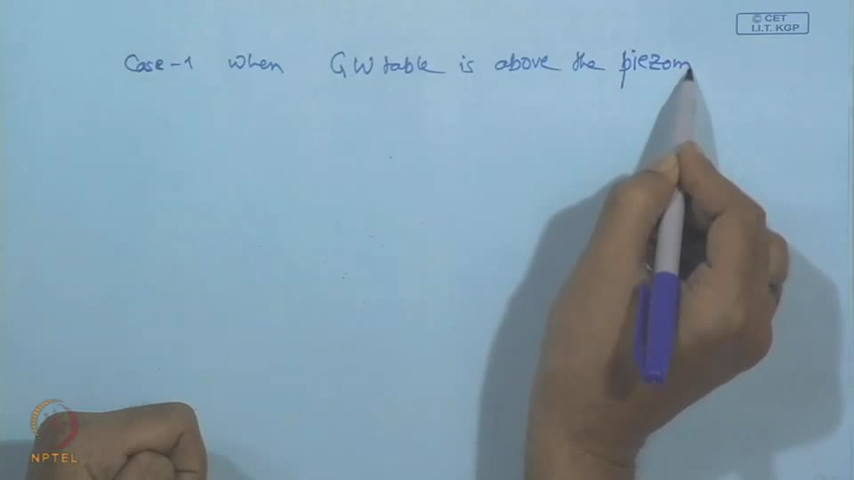 © CET
I.I.T. KGP
Case-1 when GW table is above the piezom
NPTEL